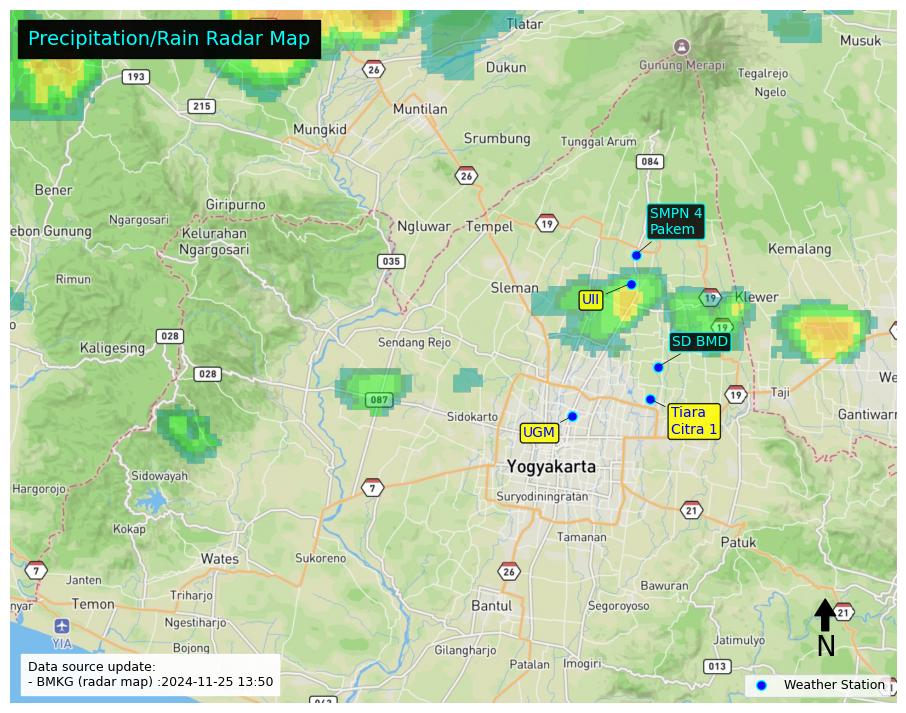 Precipitation/Rain Radar Map
Tlatar
Musuk
193
26
Dukun
Gunung Merapi
Tegalrejo
Ngelo
215
Muntilan
Mungkid
Srumbung
Tunggal Arum
084
26
Bener
Giripurno
Ngargosari
SMPN 4
Pakem
ebon Gunung
Kelurahan
Ngargosari
Ngluwar
Tempel
19
Kemalang
035
Rimun
Sleman
UII
19
Klewer
19
028
Kaligesing
Sendang Rejo
SD BMD
028
087
Taji
We
19
Sidokarto
Tiara
Citra 1
Gantiwarn
UGM
Yogyakarta
Sidowayah
Hargorojo
7
Suryodiningratan
21
Kokap
Tamanan
Patuk
Wates
Sukoreno
7
26
Janten
Bawuran
Triharjo
nyar
Temon
Bantul
Segoroyoso
21
Ngestiharjo
YIA
N
Jatimulyo
Bojong
Gilangharjo
Patalan
Imogiri
013
Data source update:
- BMKG (radar map) :2024-11-25 13:50
Weather Station